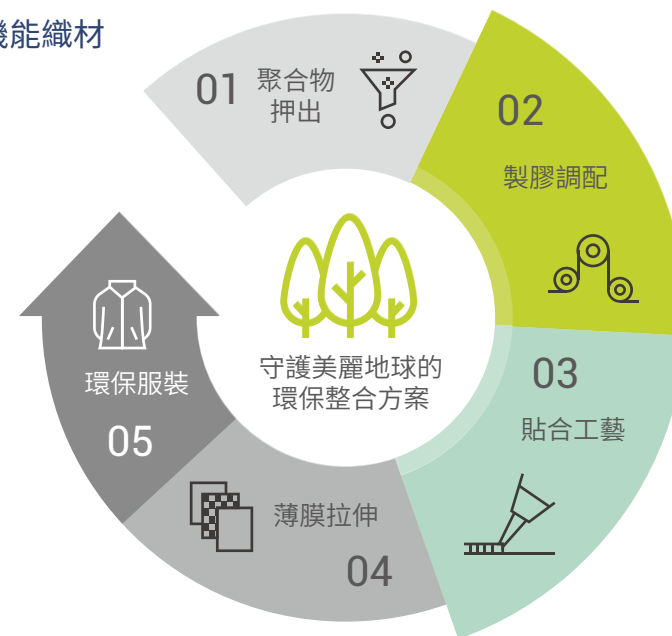 機能織材
01
聚合物
押出
02
製膠調配
03
貼合工藝
04
薄膜拉伸
05
環保服裝
守護美麗地球的
環保整合方案